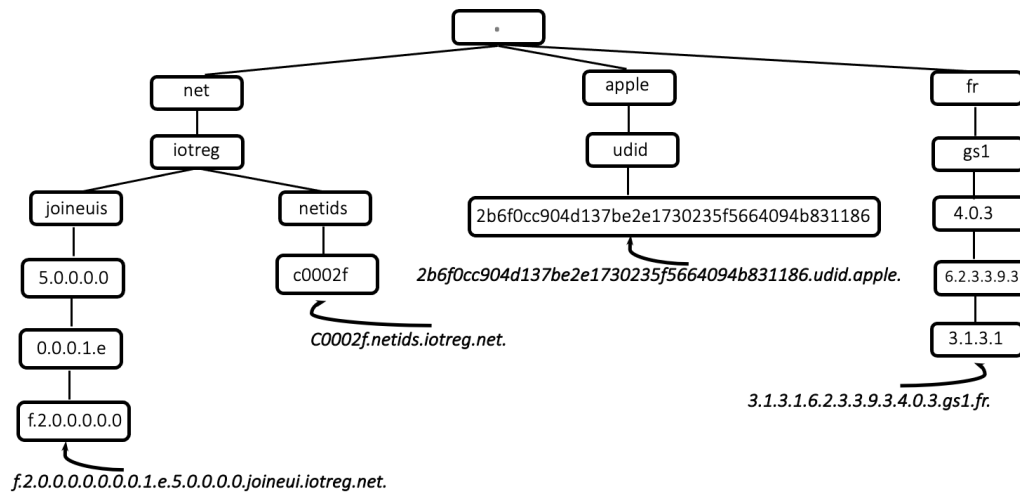 .
net
apple
fr
iotreg
udid
gs1
joineuis
netids
2b6f0cc904d137be2e1730235f5664094b831186
4.0.3
5.0.0.0.0
c0002f
2b6f0cc904d137be2e1730235f5664094b831186.udid.apple.
6.2.3.3.9.3
C0002f.netids.iotreg.net.
0.0.0.1.e
3.1.3.1
3.1.3.1.6.2.3.3.9.3.4.0.3.gs1.fr.
f.2.0.0.0.0.0
f.2.0.0.0.0.0.0.0.1.e.5.0.0.0.0.joineui.iotreg.net.